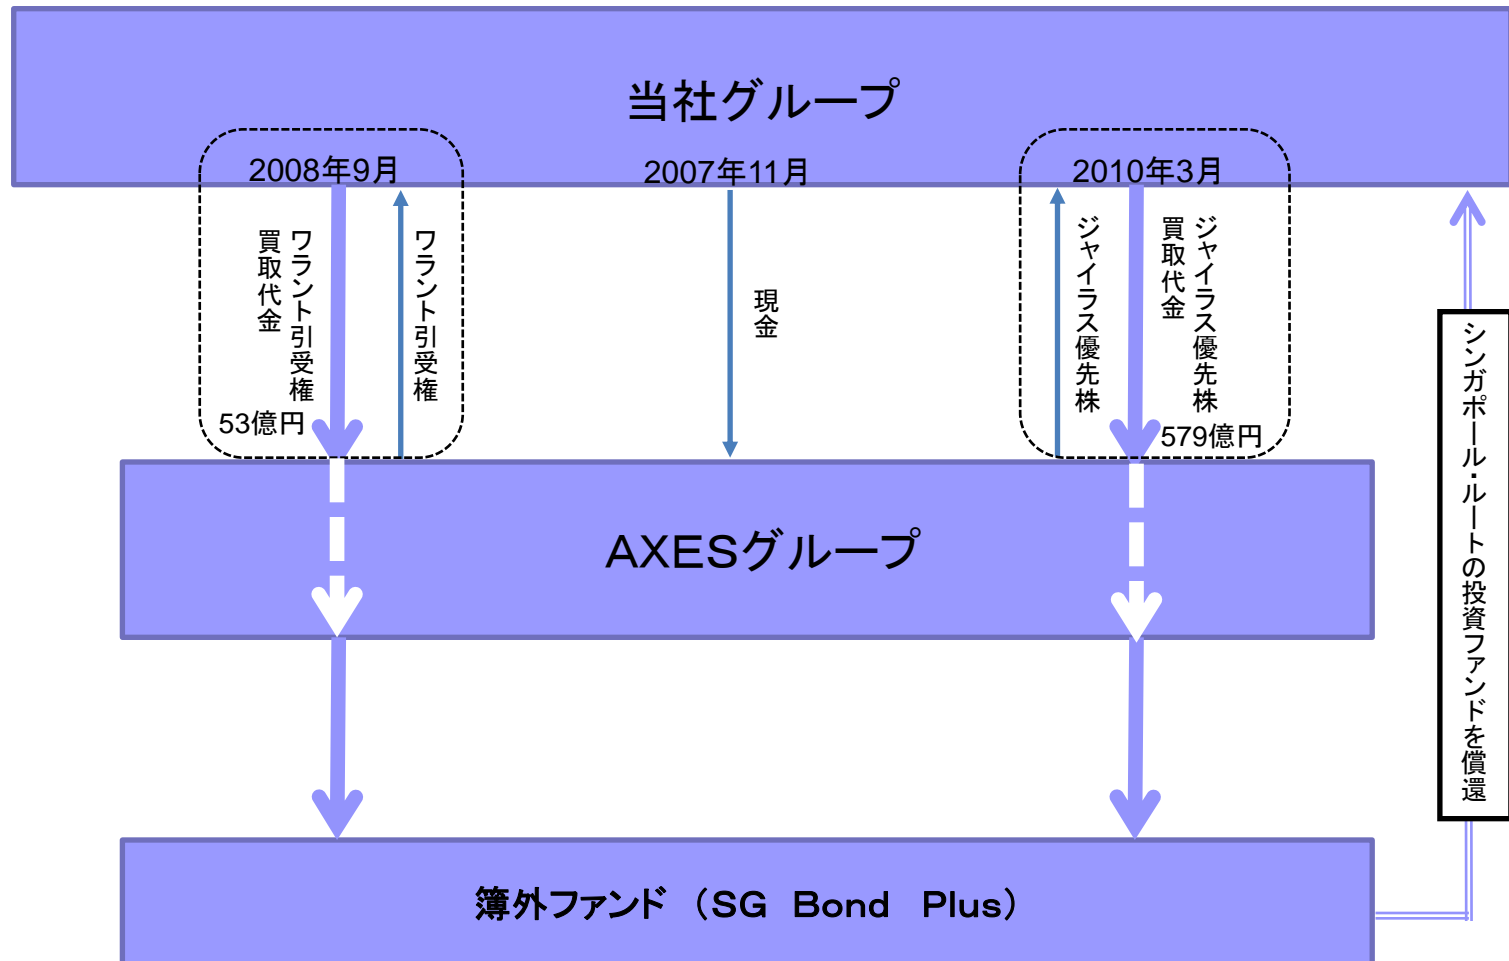 当社グループ
2008年9月
2007年11月
2010年3月
ワラント引受権
買取代金
ワラント引受権
53億円
現金
ジャイラス優先株
ジャイラス優先株
買取代金
579億円
シンガポール・ルートの投資ファンドを償還
AXESグループ
簿外ファンド （SG Bond Plus）